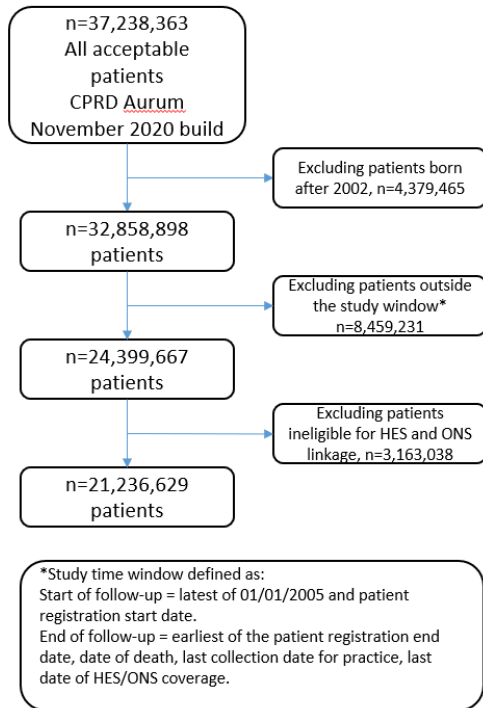 n=37,238,363
All acceptable
patients
CPRD Aurum
November 2020 build
Excluding patients born
after 2002, n=4,379,465
n=32,858,898
patients
Excluding patients outside
the study window*
n=8,459,231
n=24,399,667
patients
Excluding patients
ineligible for HES and ONS
linkage, n=3,163,038
n=21,236,629
patients
*Study time window defined as:
Start of follow-up = latest of 01/01/2005 and patient
registration start date.
End of follow-up = earliest of the patient registration end
date, date of death, last collection date for practice, last
date of HES/ONS coverage.